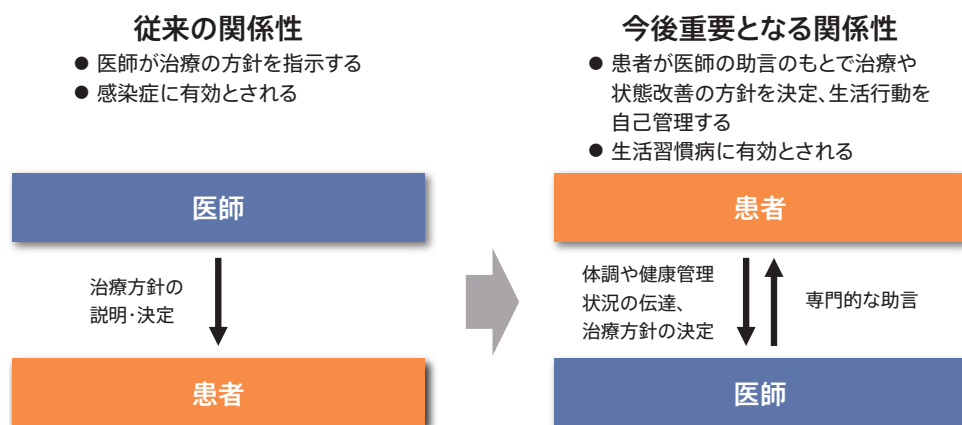 従来の関係性
● 医師が治療の方針を指示する
● 感染症に有効とされる
医師
治療方針の
説明・決定
患者
今後重要となる関係性
● 患者が医師の助言のもとで治療や
状態改善の方針を決定、生活行動を
自己管理する
● 生活習慣病に有効とされる
患者
体調や健康管理
状況の伝達、
治療方針の決定
専門的な助言
医師